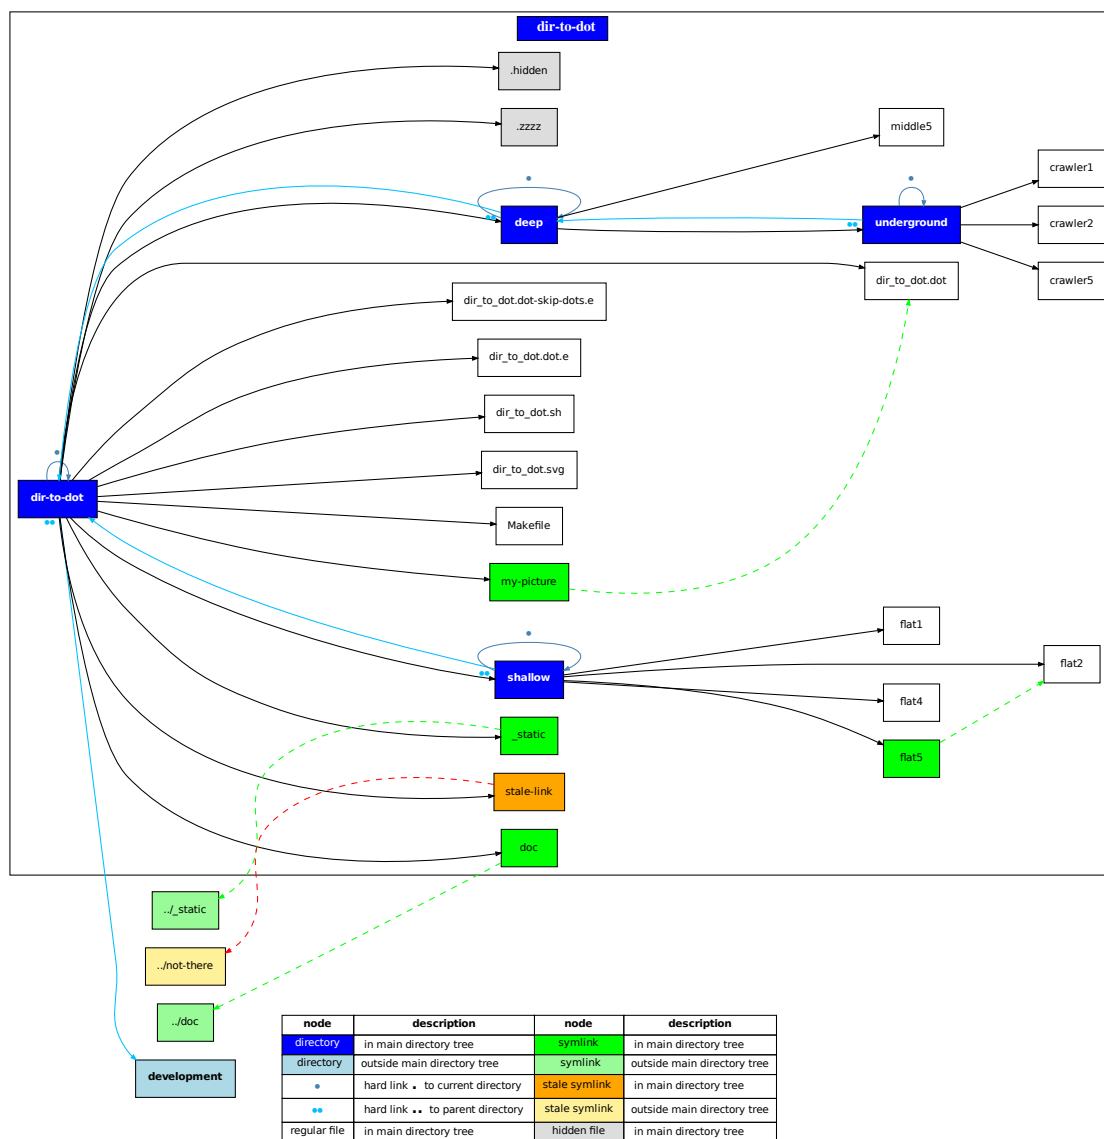 dir-to-dot
.hidden
.zzzz
middle5
crawler1
deep
underground
crawler2
dir_to_dot.dot
crawler5
dir_to_dot.dot-skip-dots.e
dir_to_dot.dot.e
dir_to_dot.sh
dir_to_dot.svg
dir-to-dot
Makefile
my-picture
flat1
flat2
shallow
flat4
_static
flat5
stale-link
doc
../_static
../not-there
../doc
development
node description node description
directory in main directory tree symlink in main directory tree
directory outside main directory tree symlink outside main directory tree
• hard link . to current directory stale symlink in main directory tree
•• hard link .. to parent directory stale symlink outside main directory tree
regular file in main directory tree hidden file in main directory tree